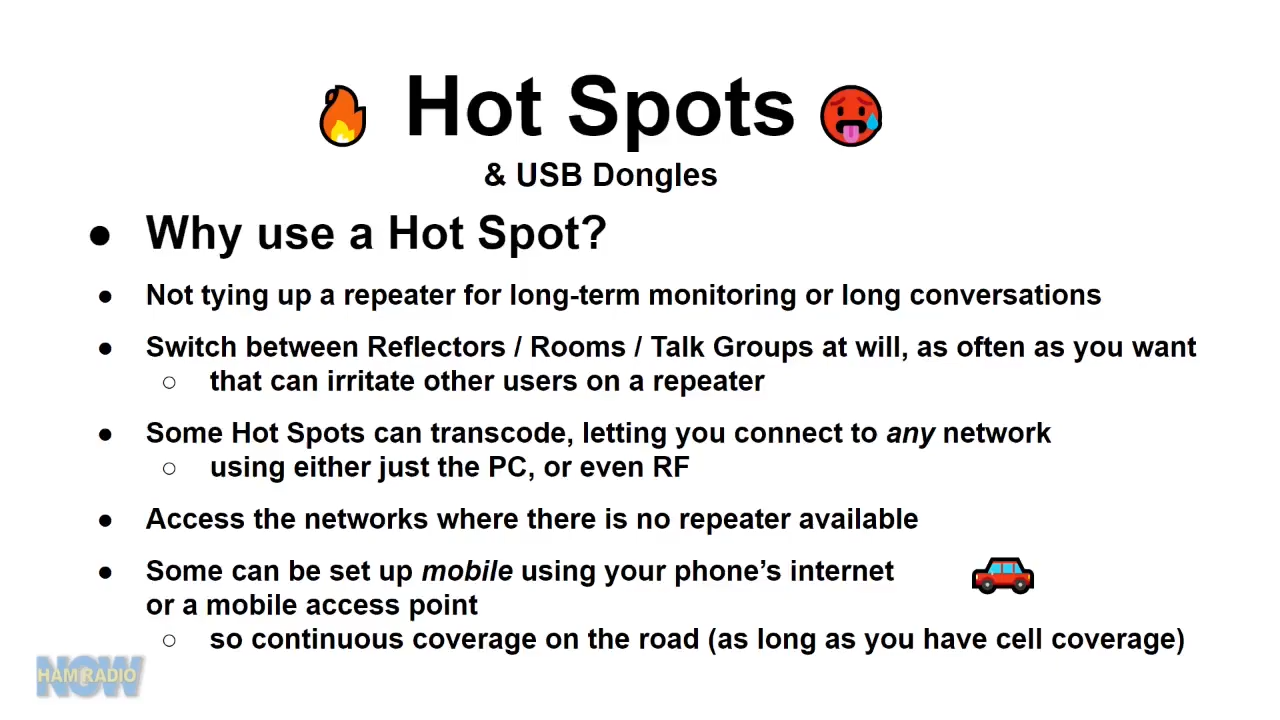 Hot Spots
& USB Dongles
● Why use a Hot Spot?
● Not tying up a repeater for long-term monitoring or long conversations
● Switch between Reflectors / Rooms / Talk Groups at will, as often as you want
○ that can irritate other users on a repeater
● Some Hot Spots can transcode, letting you connect to any network
○ using either just the PC, or even RF
● Access the networks where there is no repeater available
● Some can be set up mobile using your phone’s internet
or a mobile access point
○ so continuous coverage on the road (as long as you have cell coverage)
HAM RADIO
NOW